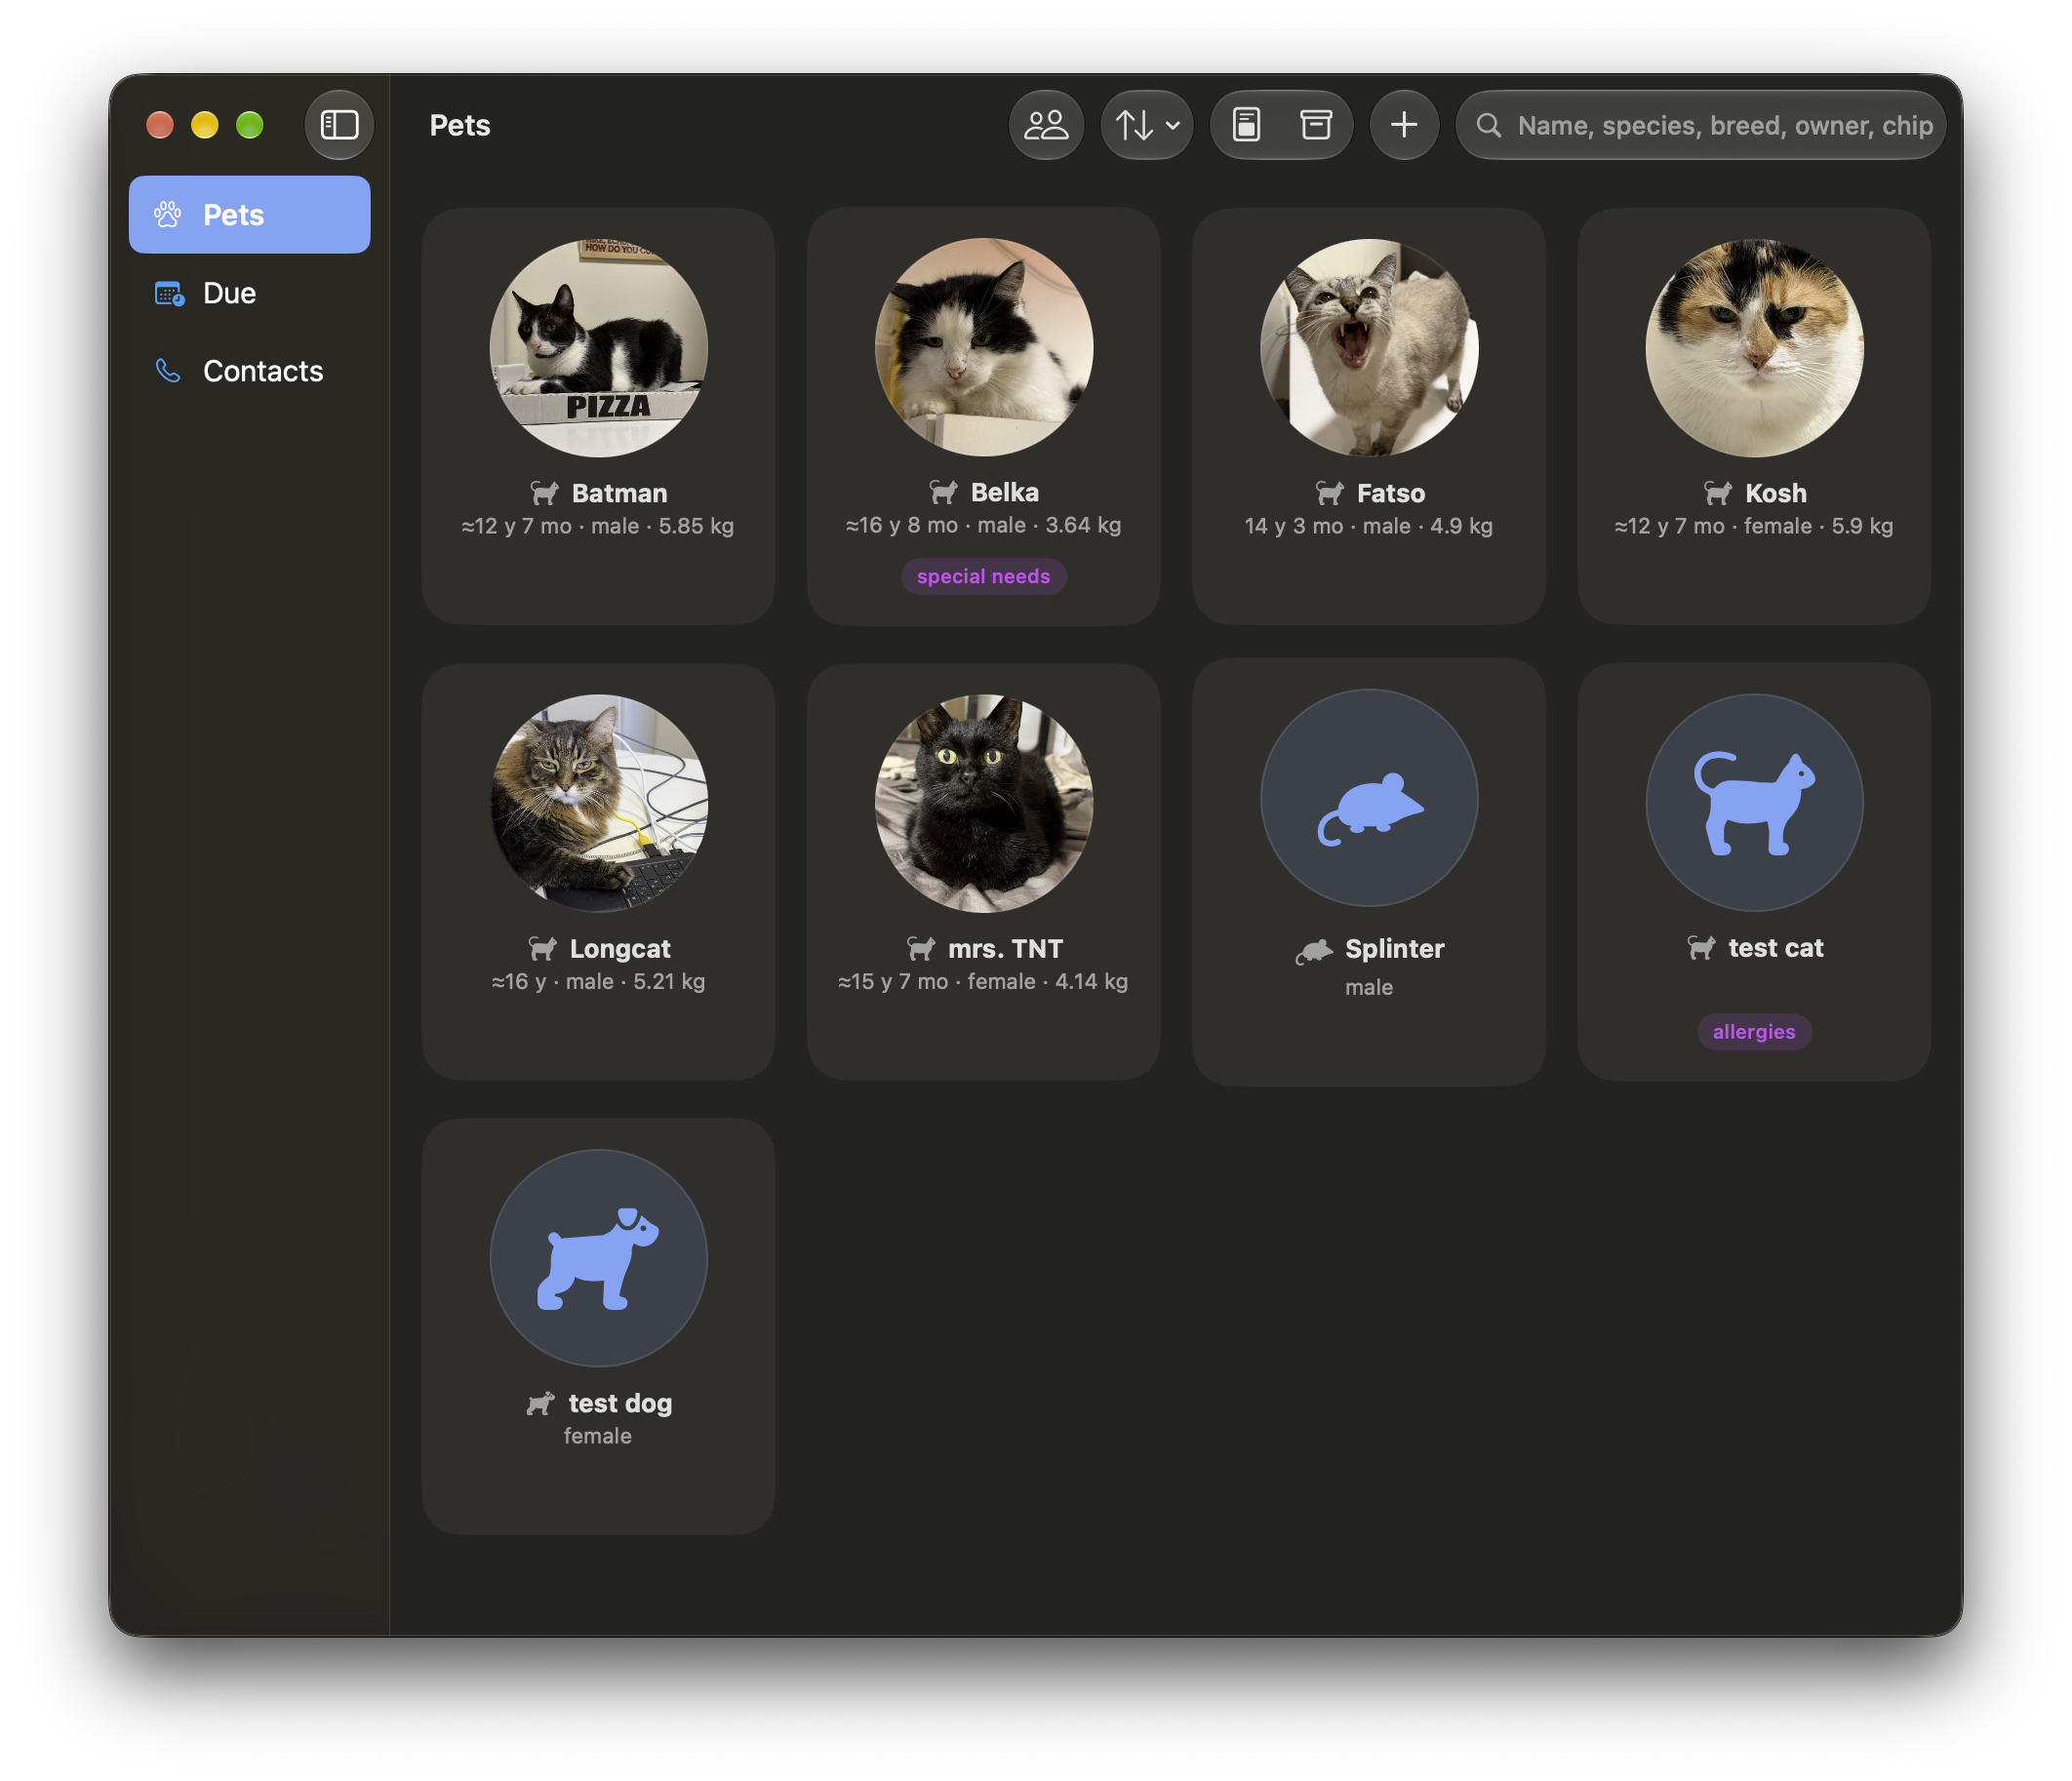 Pets
Name, species, breed, owner, chip
Pets
Due
Contacts
HOW DO YOU
PIZZA
Batman
≈12 y 7 mo · male · 5.85 kg
Belka
≈16 y 8 mo · male · 3.64 kg
special needs
Fatso
14 y 3 mo · male · 4.9 kg
Kosh
≈12 y 7 mo · female · 5.9 kg
Longcat
≈16 y · male · 5.21 kg
mrs. TNT
≈15 y 7 mo · female · 4.14 kg
Splinter
male
test cat
allergies
test dog
female